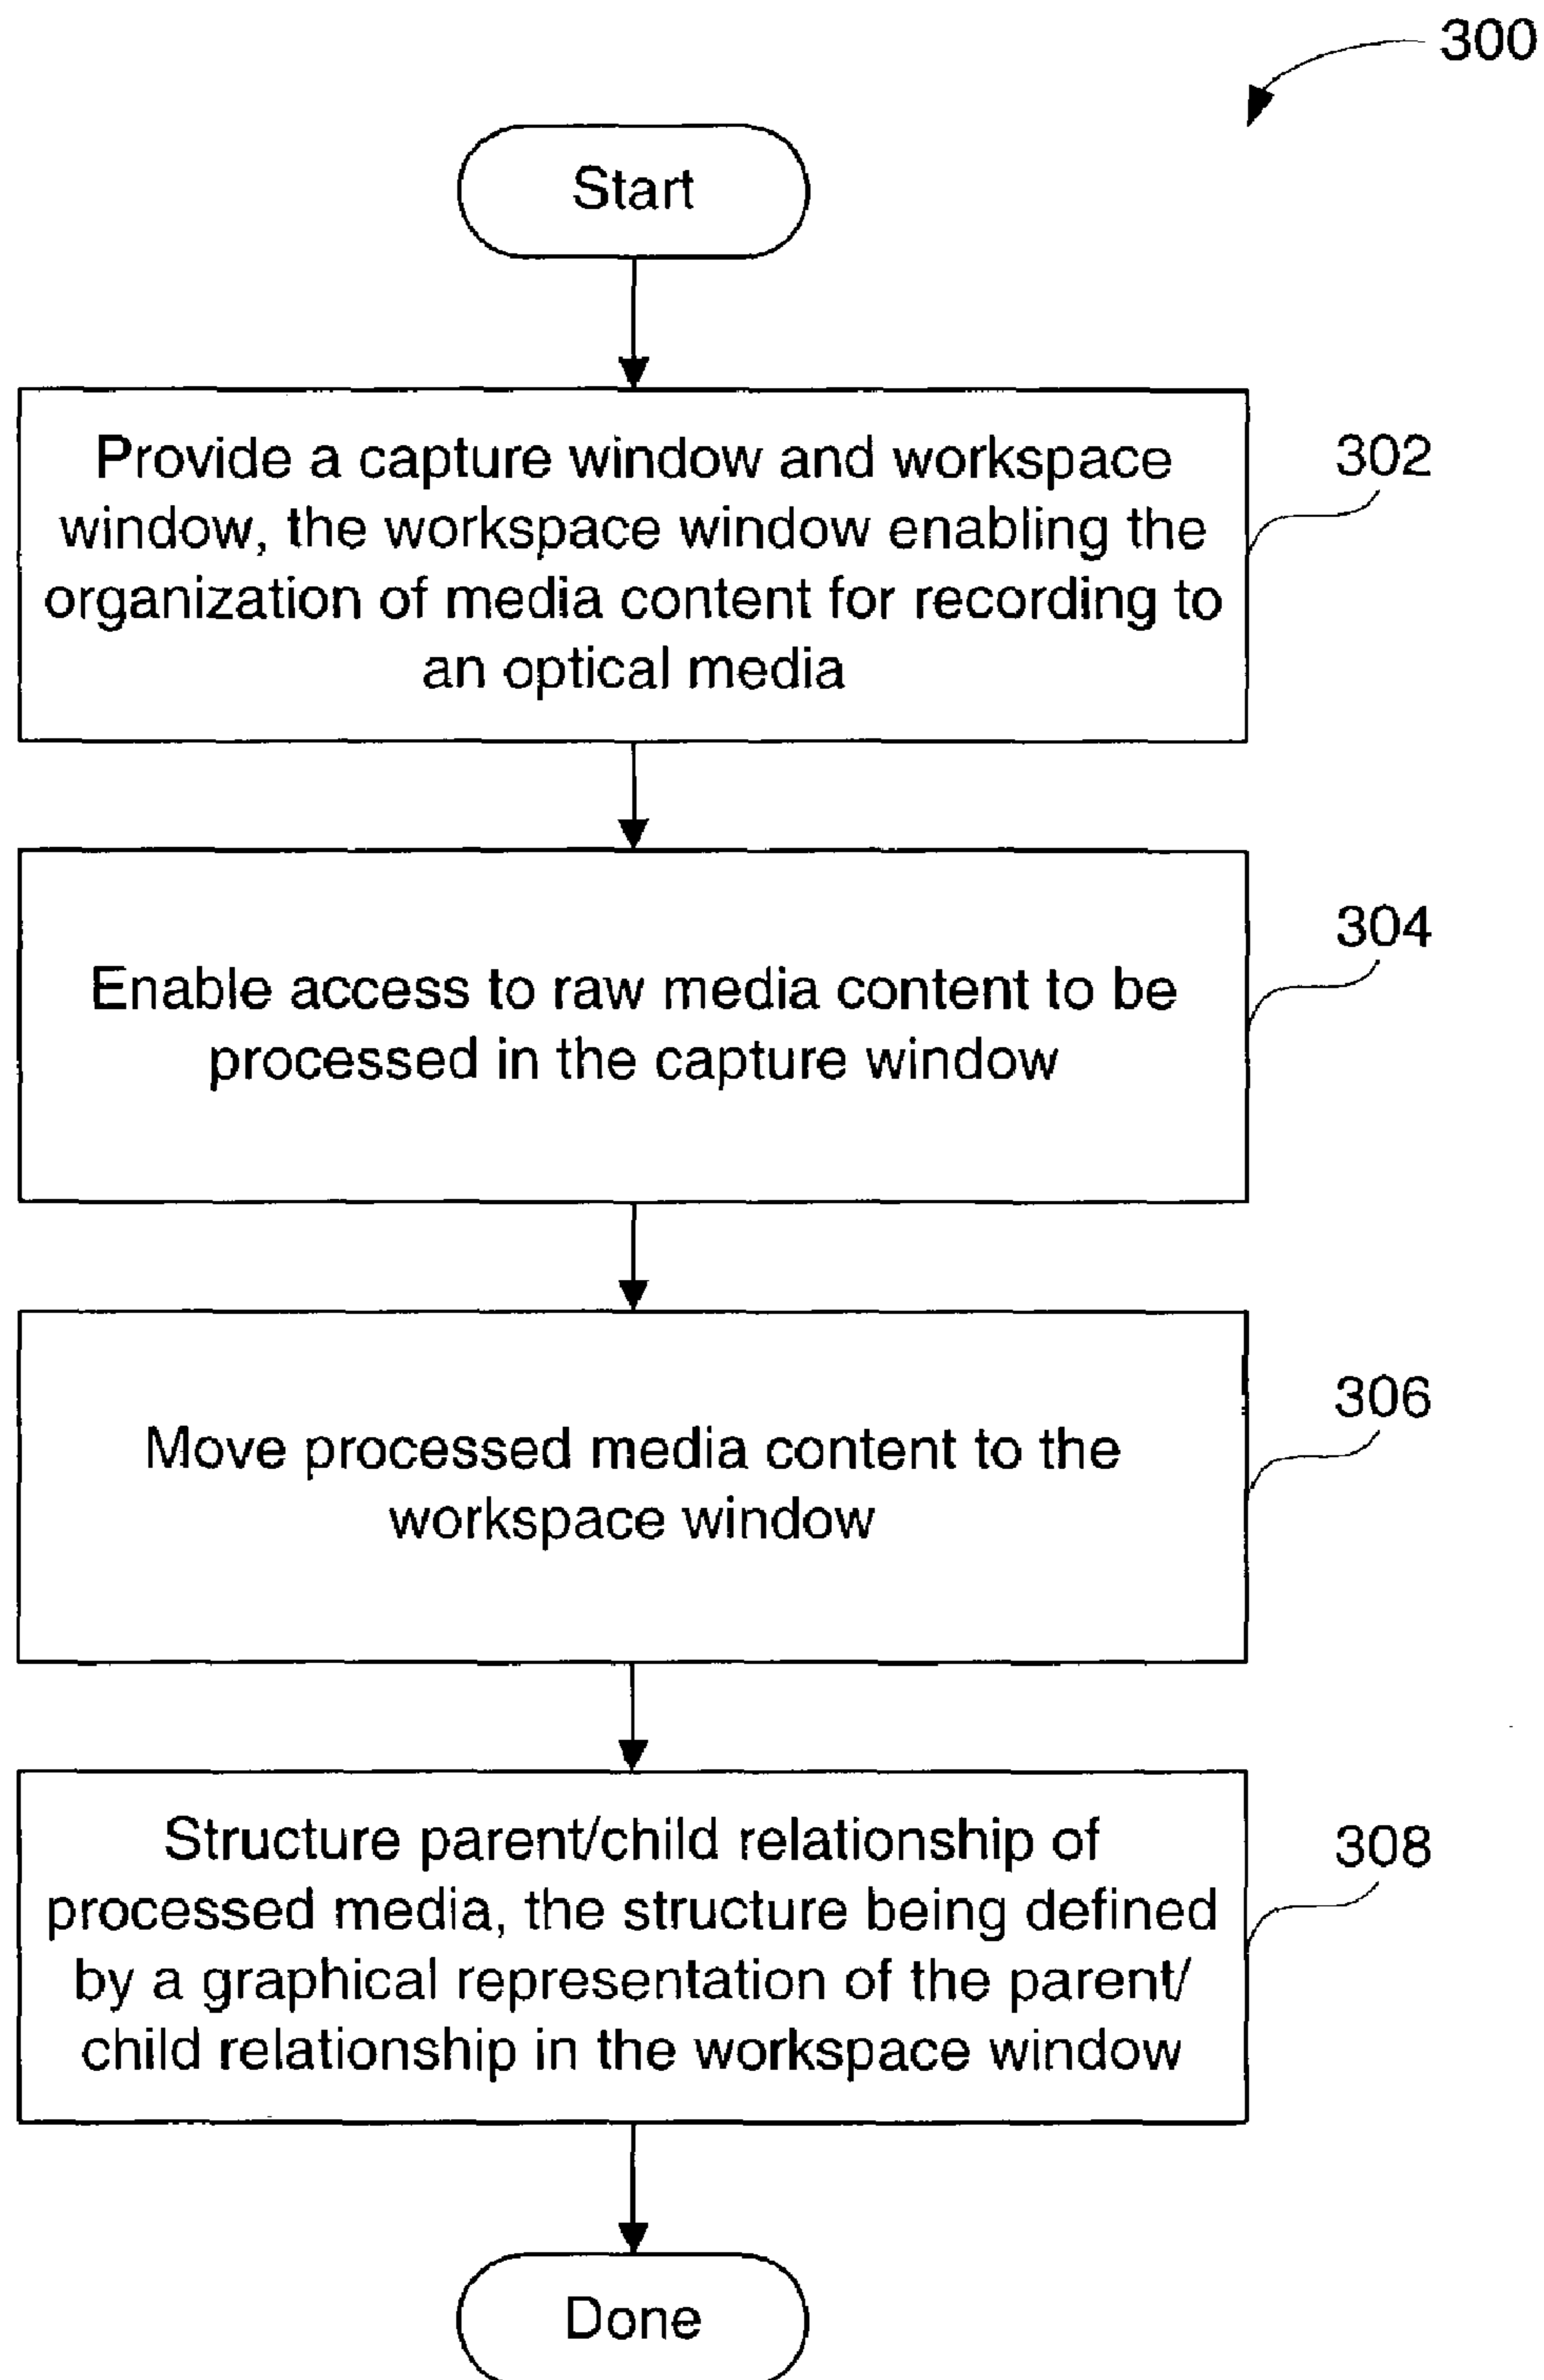 300
Start
Provide a capture window and workspace
window, the workspace window enabling the
organization of media content for recording to
an optical media
302
Enable access to raw media content to be
processed in the capture window
304
Move processed media content to the
workspace window
306
Structure parent/child relationship of
processed media, the structure being defined
by a graphical representation of the parent/
child relationship in the workspace window
308
Done